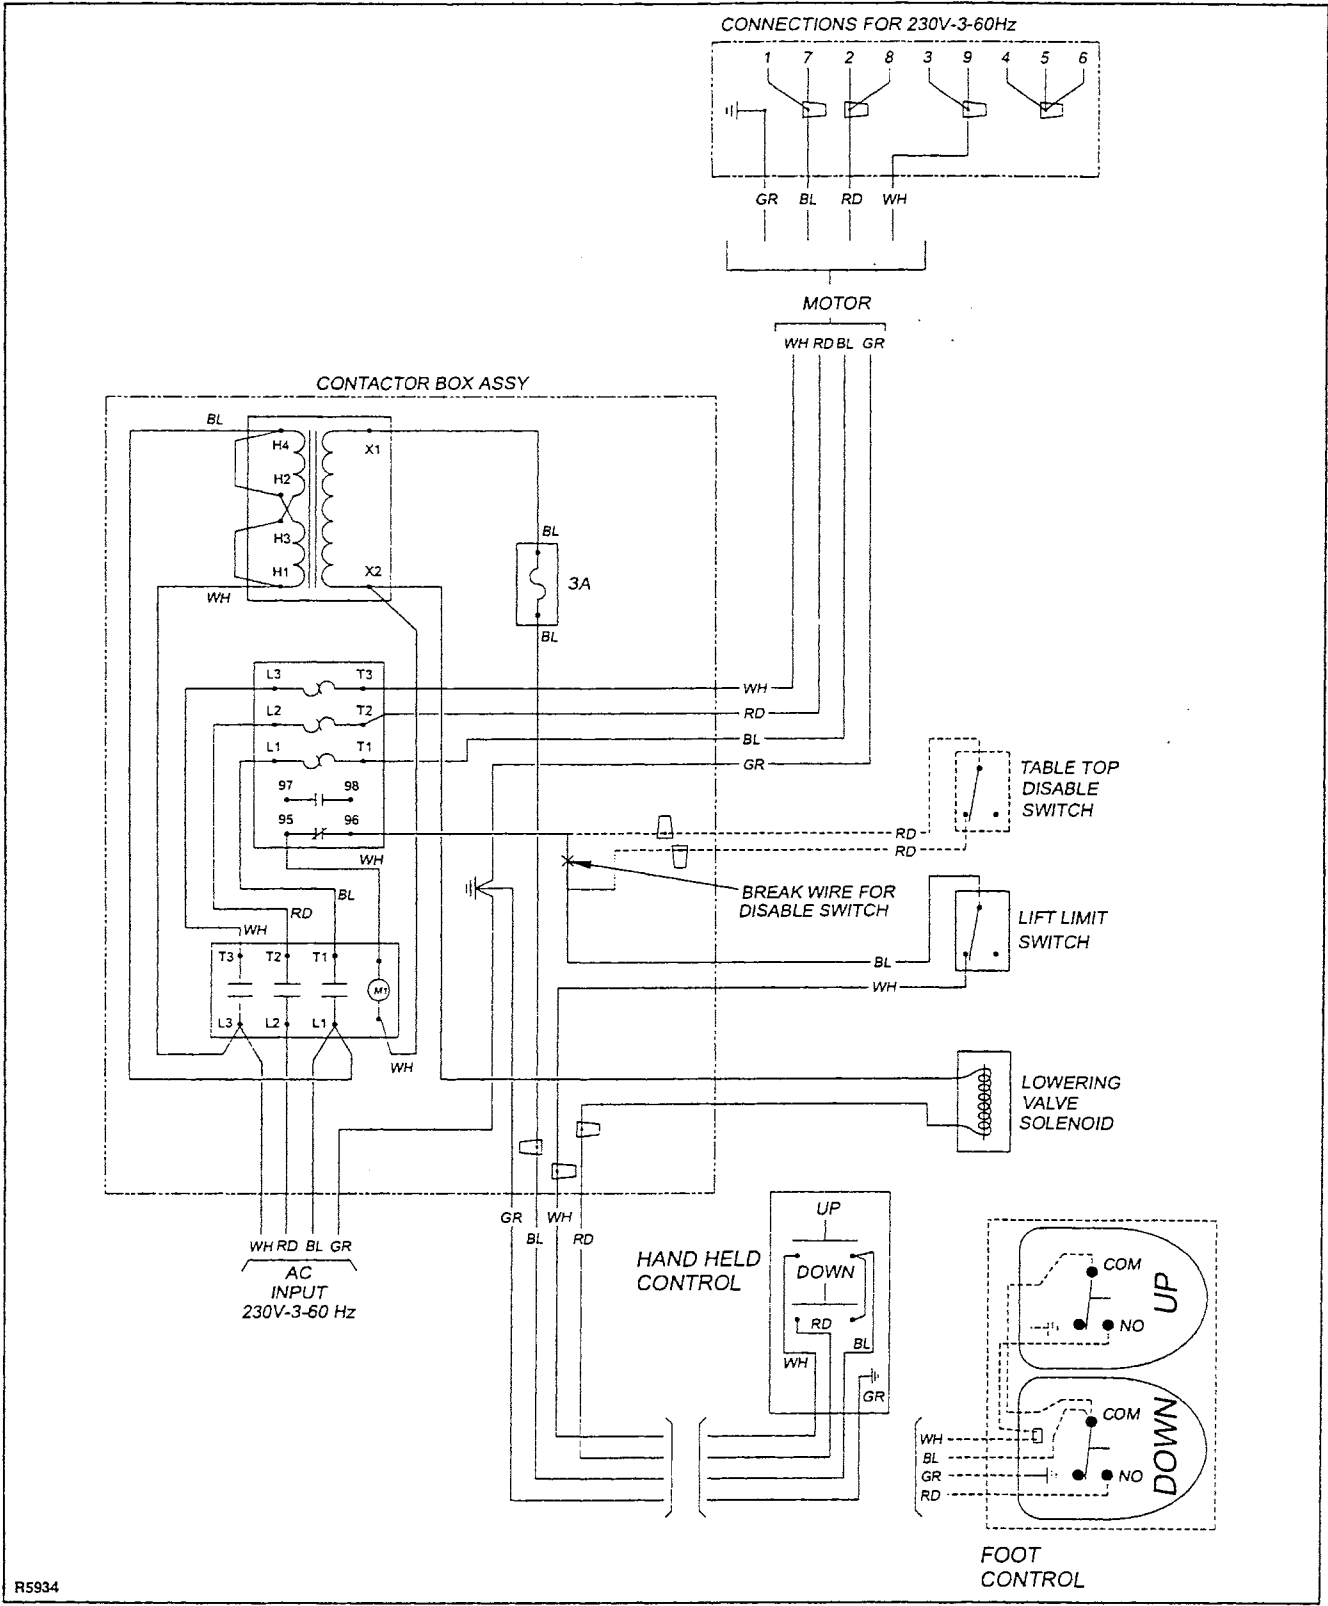 CONNECTIONS FOR 230V-3-60Hz
1 7 2 8 3 9 4 5 6
GR BL RD WH
MOTOR
WH RD BL GR
CONTACTOR BOX ASSY
BL
H4
X1
H2
H3
H1
X2
WH
BL
3A
BL
L3 T3
WH
L2 T2
RD
L1 T1
BL
GR
97 98
95 96
WH
BL
RD
WH
TABLE TOP
DISABLE
SWITCH
RD
RD
BREAK WIRE FOR
DISABLE SWITCH
LIFT LIMIT
SWITCH
BL
WH
T3 T2 T1
M1
L3 L2 L1
WH
LOWERING
VALVE
SOLENOID
WH RD BL GR
AC
INPUT
230V-3-60 Hz
GR WH
BL RD
HAND HELD
CONTROL
UP
DOWN
RD
BL
WH
GR
COM
UP
NO
COM
DOWN
NO
WH
BL
GR
RD
FOOT
CONTROL
R5934